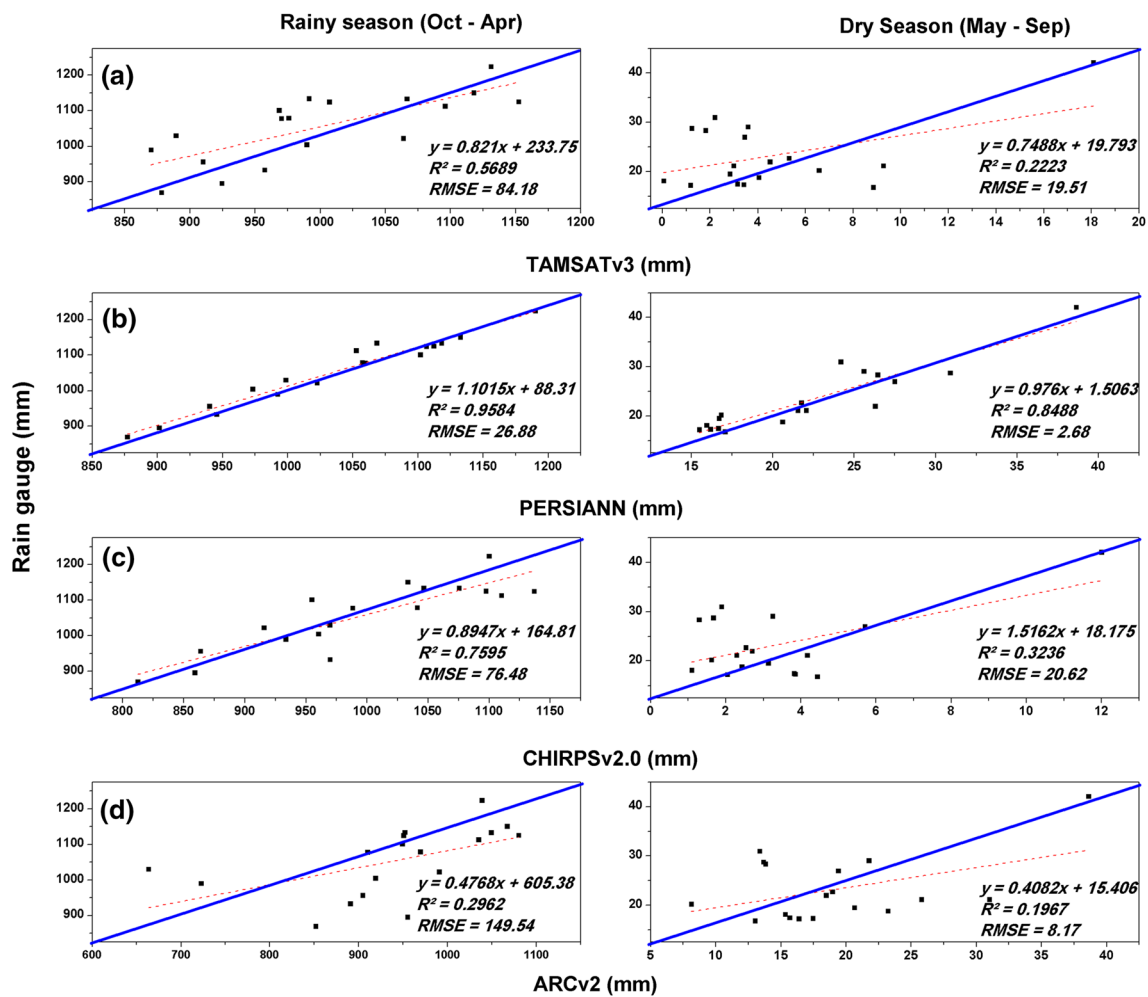 Rainy season (Oct - Apr)
Dry Season (May - Sep)
Rain gauge (mm)
(a)
1200
1100
1000
900
y = 0.821x + 233.75
R² = 0.5689
RMSE = 84.18
850 900 950 1000 1050 1100 1150 1200
40
30
20
y = 0.7488x + 19.793
R² = 0.2223
RMSE = 19.51
0 2 4 6 8 10 12 14 16 18 20
TAMSATv3 (mm)
(b)
1200
1100
1000
900
y = 1.1015x + 88.31
R² = 0.9584
RMSE = 26.88
850 900 950 1000 1050 1100 1150 1200
40
30
20
y = 0.976x + 1.5063
R² = 0.8488
RMSE = 2.68
15 20 25 30 35 40
PERSIANN (mm)
(c)
1200
1100
1000
900
y = 0.8947x + 164.81
R² = 0.7595
RMSE = 76.48
800 850 900 950 1000 1050 1100 1150
40
30
20
y = 1.5162x + 18.175
R² = 0.3236
RMSE = 20.62
0 2 4 6 8 10 12
CHIRPSv2.0 (mm)
(d)
1200
1100
1000
900
y = 0.4768x + 605.38
R² = 0.2962
RMSE = 149.54
600 700 800 900 1000 1100
40
30
20
y = 0.4082x + 15.406
R² = 0.1967
RMSE = 8.17
5 10 15 20 25 30 35 40
ARCv2 (mm)